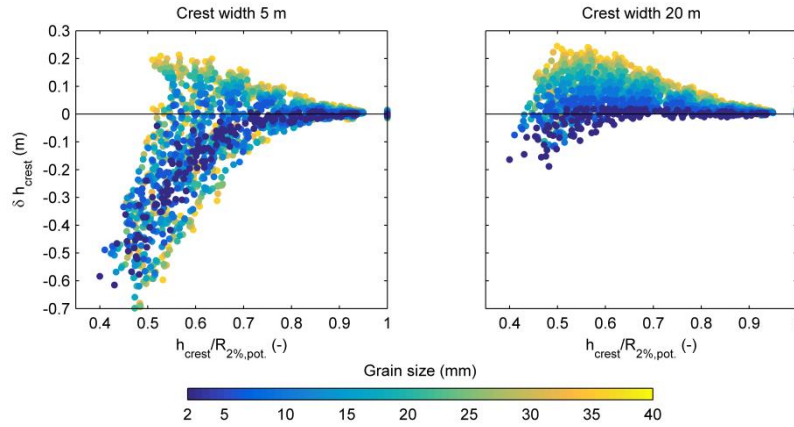 Crest width 5 m
Crest width 20 m
0.3
0.2
0.1
0
-0.1
-0.2
-0.3
-0.4
-0.5
-0.6
-0.7
δ h_crest (m)
0.4 0.5 0.6 0.7 0.8 0.9 1
0.4 0.5 0.6 0.7 0.8 0.9 1
h_crest/R_2%,pot. (-)
h_crest/R_2%,pot. (-)
Grain size (mm)
2 5 10 15 20 25 30 35 40